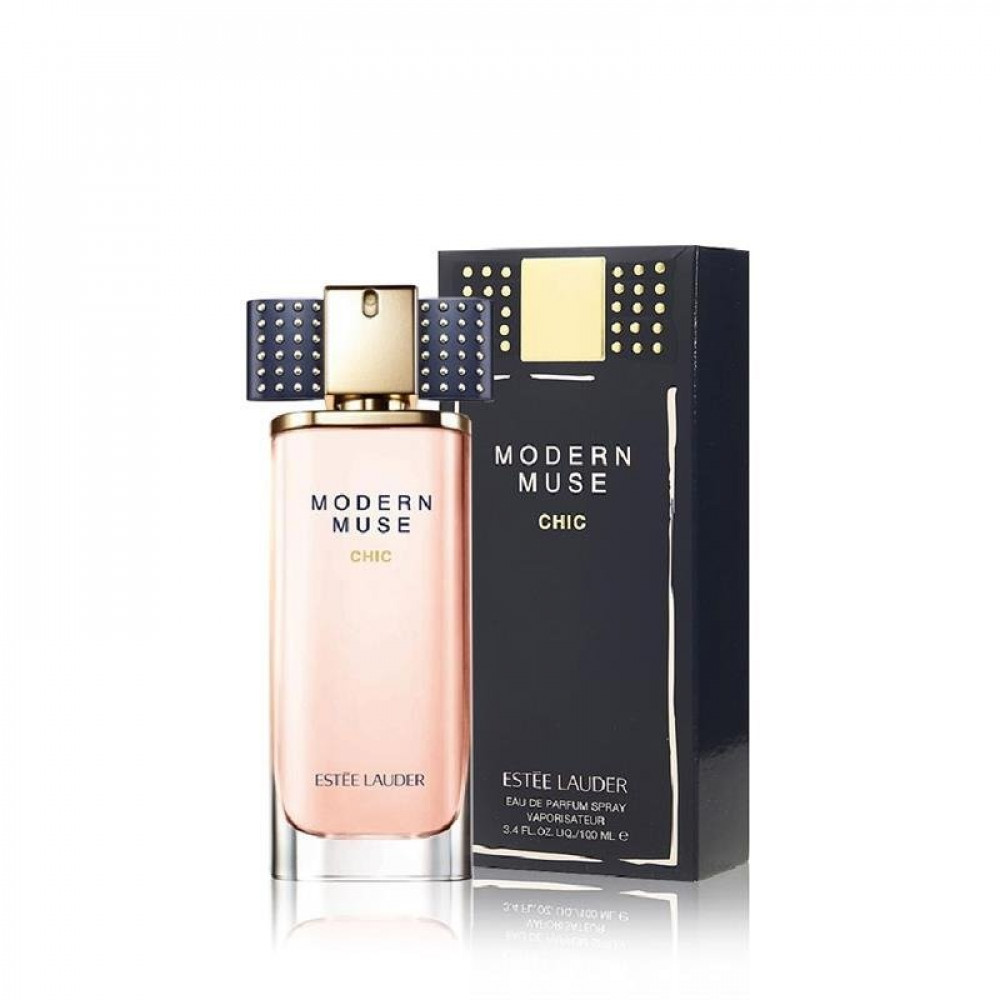 MODERN
MUSE
CHIC
ESTĒE LAUDER
MODERN
MUSE
CHIC
ESTĒE LAUDER
EAU DE PARFUM SPRAY
VAPORISATEUR
3.4 FL.OZ. LIQ./100 ML ℮